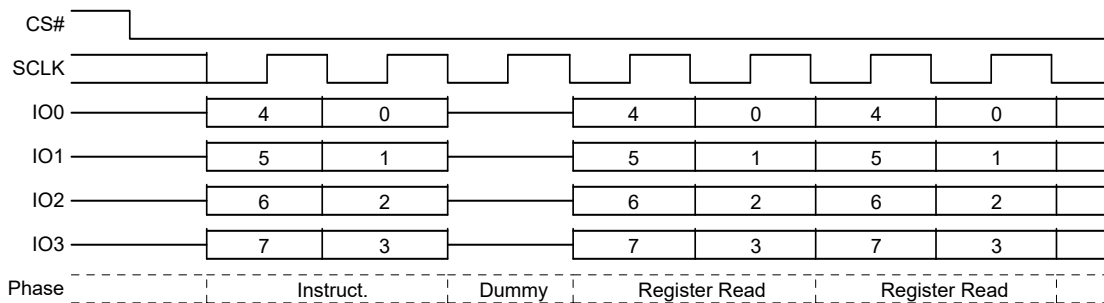 CS#
SCLK
IO0 4 0 4 0 4 0
IO1 5 1 5 1 5 1
IO2 6 2 6 2 6 2
IO3 7 3 7 3 7 3
Phase Instruct. Dummy Register Read Register Read